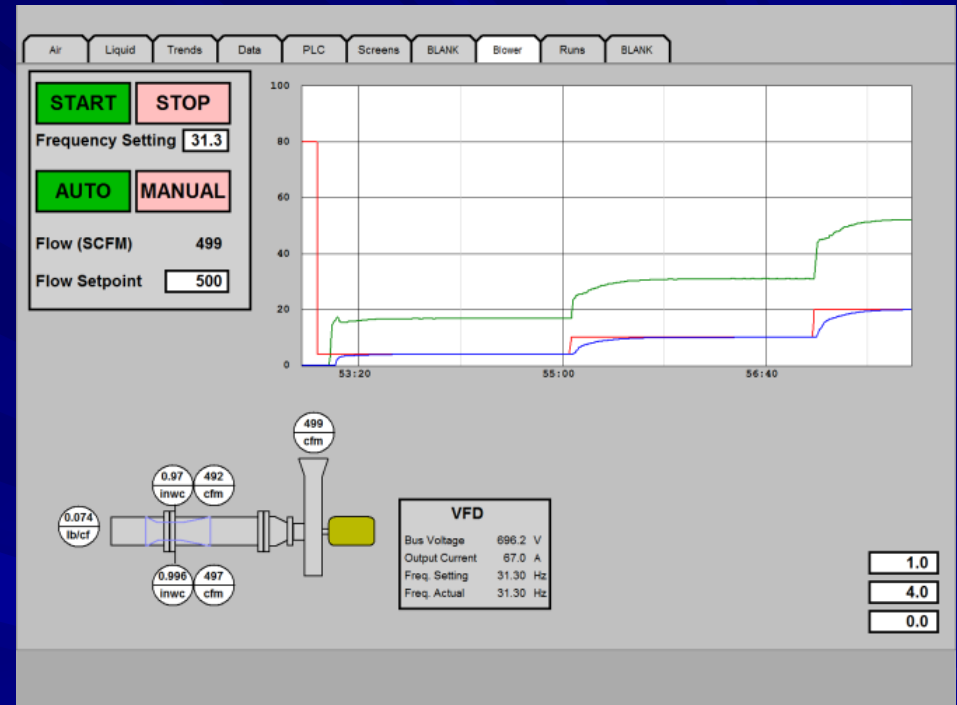 Air Liquid Trends Data PLC Screens BLANK Blower Runs BLANK
START STOP
Frequency Setting 31.3
AUTO MANUAL
Flow (SCFM) 499
Flow Setpoint 500
100
80
60
40
20
0
53:20 55:00 56:40
499
cfm
0.97 492
inwc cfm
0.074
lb/cf
0.996 497
inwc cfm
VFD
Bus Voltage 696.2 V
Output Current 67.0 A
Freq. Setting 31.30 Hz
Freq. Actual 31.30 Hz
1.0
4.0
0.0